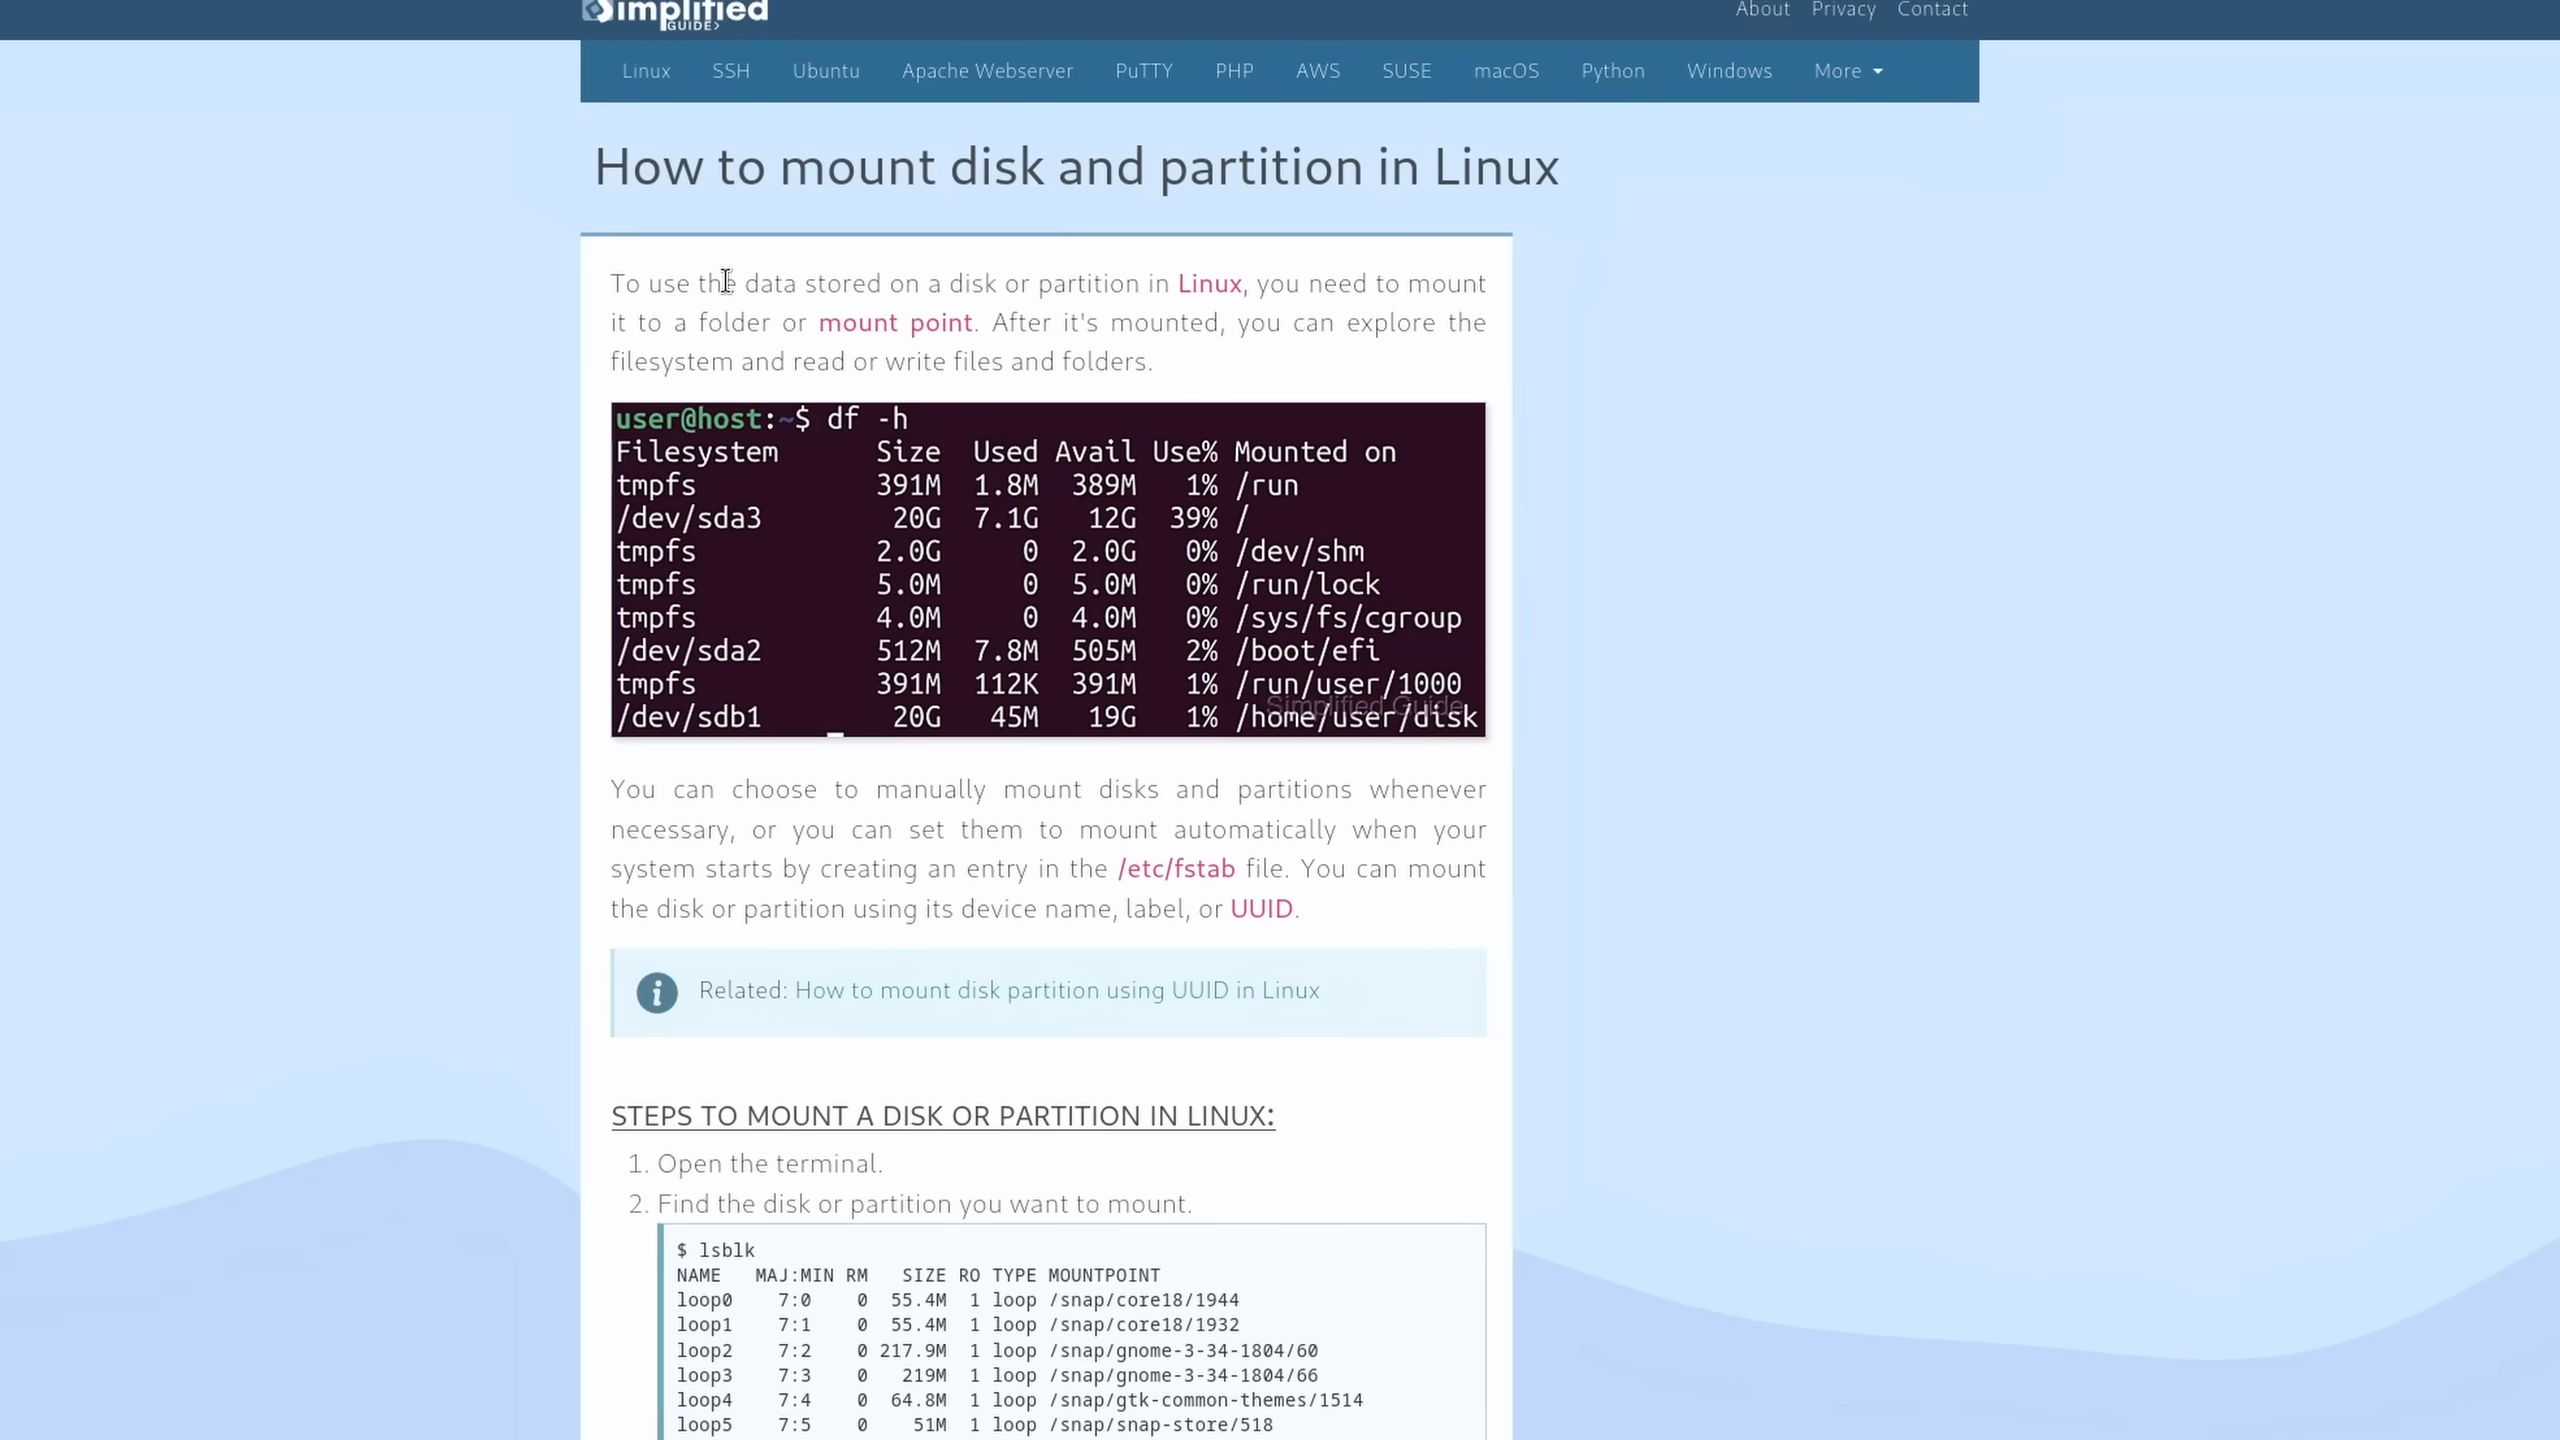 Simplified
GUIDE>
About Privacy Contact
Linux SSH Ubuntu Apache Webserver PuTTY PHP AWS SUSE macOS Python Windows More
How to mount disk and partition in Linux
To use the data stored on a disk or partition in Linux, you need to mount
it to a folder or mount point. After it's mounted, you can explore the
filesystem and read or write files and folders.
user@host:~$ df -h
Filesystem Size Used Avail Use% Mounted on
tmpfs 391M 1.8M 389M 1% /run
/dev/sda3 20G 7.1G 12G 39% /
tmpfs 2.0G 0 2.0G 0% /dev/shm
tmpfs 5.0M 0 5.0M 0% /run/lock
tmpfs 4.0M 0 4.0M 0% /sys/fs/cgroup
/dev/sda2 512M 7.8M 505M 2% /boot/efi
tmpfs 391M 112K 391M 1% /run/user/1000
Simplified Guide
/dev/sdb1 20G 45M 19G 1% /home/user/disk
You can choose to manually mount disks and partitions whenever
necessary, or you can set them to mount automatically when your
system starts by creating an entry in the /etc/fstab file. You can mount
the disk or partition using its device name, label, or UUID.
Related: How to mount disk partition using UUID in Linux
STEPS TO MOUNT A DISK OR PARTITION IN LINUX:
1. Open the terminal.
2. Find the disk or partition you want to mount.
$ lsblk
NAME MAJ:MIN RM SIZE RO TYPE MOUNTPOINT
loop0 7:0 0 55.4M 1 loop /snap/core18/1944
loop1 7:1 0 55.4M 1 loop /snap/core18/1932
loop2 7:2 0 217.9M 1 loop /snap/gnome-3-34-1804/60
loop3 7:3 0 219M 1 loop /snap/gnome-3-34-1804/66
loop4 7:4 0 64.8M 1 loop /snap/gtk-common-themes/1514
loop5 7:5 0 51M 1 loop /snap/snap-store/518